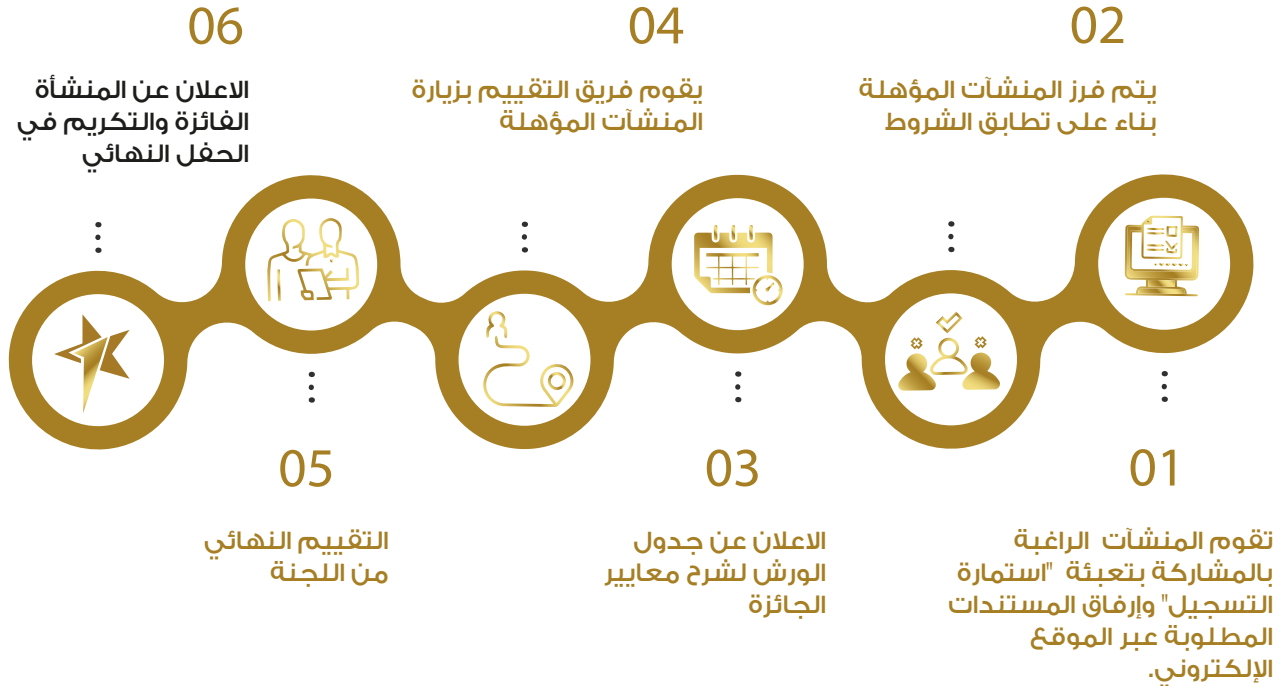 01
تقوم المنشآت الراغبة
بالمشاركة بتعبئة "استمارة
التسجيل" وإرفاق المستندات
المطلوبة عبر الموقع
الإلكتروني.
02
يتم فرز المنشآت المؤهلة
بناء على تطابق الشروط
03
الاعلان عن جدول
الورش لشرح معايير
الجائزة
04
يقوم فريق التقييم بزيارة
المنشآت المؤهلة
05
التقييم النهائي
من اللجنة
06
الاعلان عن المنشأة
الفائزة والتكريم في
الحفل النهائي